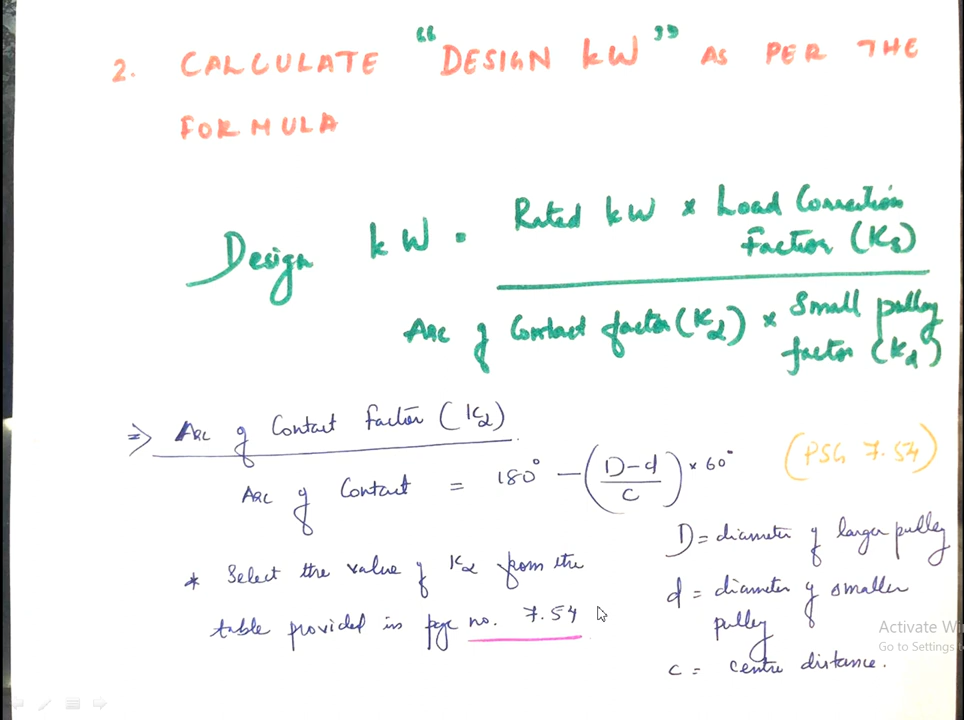 2. CALCULATE "DESIGN kW" AS PER THE
FORMULA
Design kW = Rated kW × Load Correction
Factor (Ks)
Arc of Contact factor (Kα) × Small pulley
factor (Kd)
⇒ Arc of Contact Factor (Kα)
Arc of Contact = 180° − (D-d/C) × 60°
(PSG 7.54)
* Select the value of Kα from the
table provided in page no. 7.54
D = diameter of larger pulley
d = diameter of smaller
pulley
c = centre distance.
Activate Wi
Go to Settings